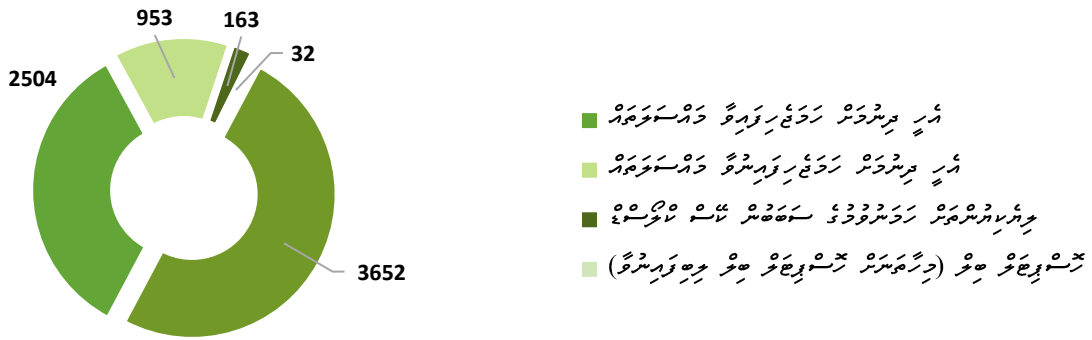 953
163
32
2504
3652
އެހީ ދިނުމަށް ހަމަޖެހިފައިވާ މައްސަލަތައް
އެހީ ދިނުމަށް ހަމަޖެހިފައިނުވާ މައްސަލަތައް
ލިޔެކިޔުންތަށް ހަމަނުވުމުގެ ސަބަބުން ކޭސް ކްލޯސްޑް
ހޮސްޕިޓަލް ބިލް (މިހާތަނަށް ހޮސްޕިޓަލް ބިލް ލިބިފައިނުވާ)